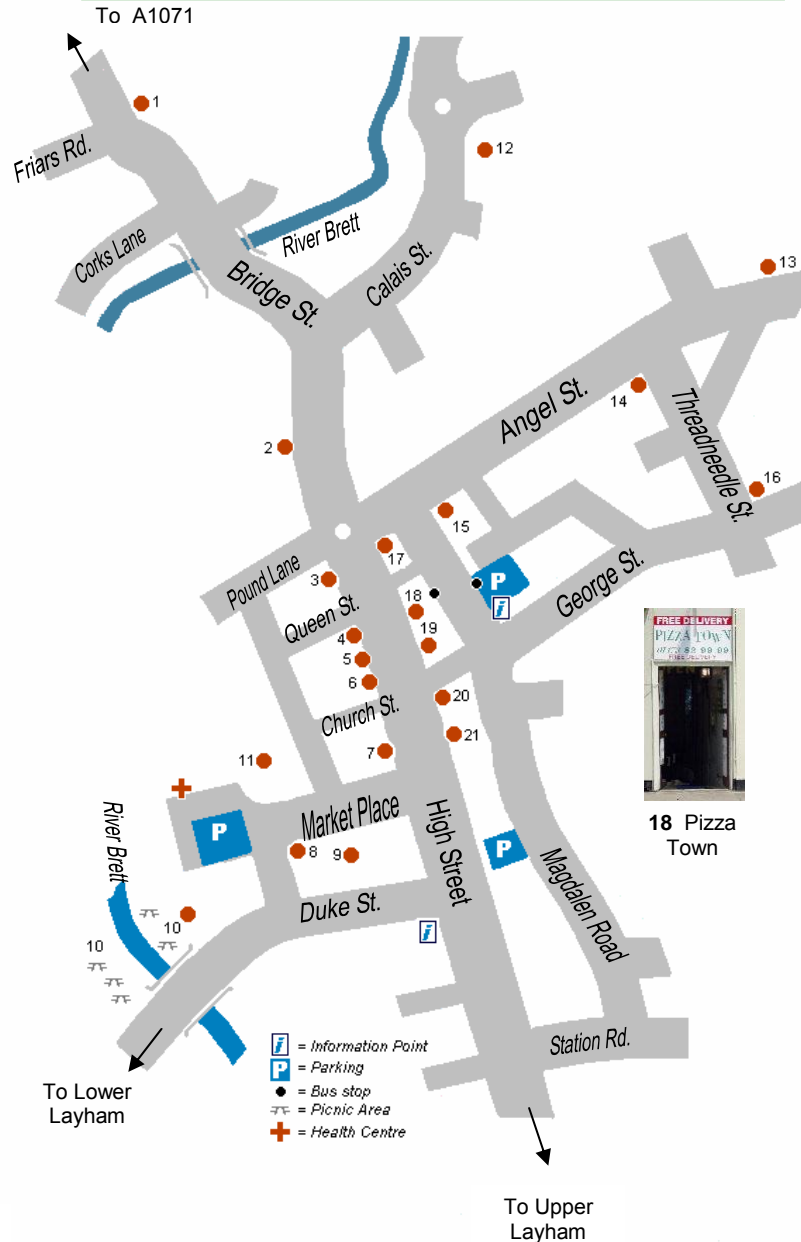 To A1071
1
Friars Rd.
12
Corks Lane
River Brett
Bridge St.
Calais St.
13
Angel St.
14
Threadneedle St.
2
16
15
17
Pound Lane
3
P
George St.
18
i
Queen St.
19
4
5
6
FREE DELIVERY
PIZZA TOWN
FREE DELIVERY
20
Church St.
21
7
11
18 Pizza
Town
Market Place
High Street
P
River Brett
P
8
9
Magdalen Road
Duke St.
10
10
i
i = Information Point
P = Parking
= Bus stop
= Picnic Area
= Health Centre
Station Rd.
To Lower
Layham
To Upper
Layham